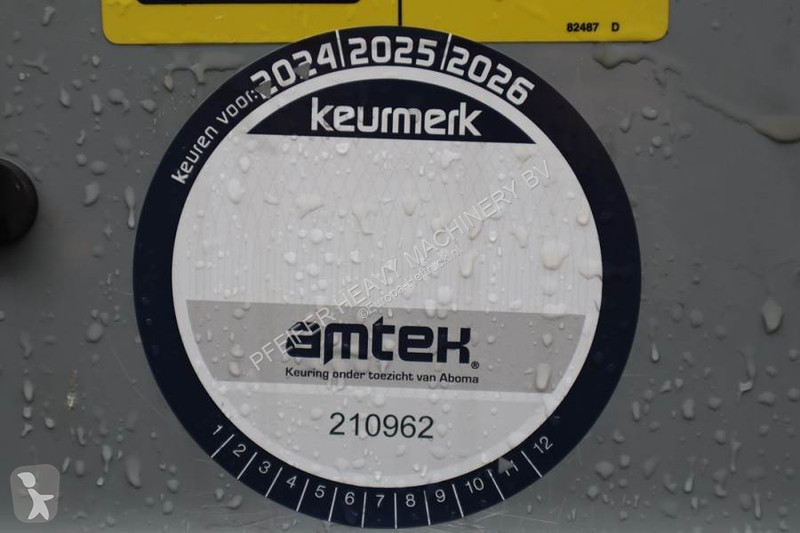 82487 D
keuren voor: 2024 2025 2026
keurmerk
PFEIFER HEAVY MACHINERY BV
amtek®
Keuring onder toezicht van Aboma
210962
1 2 3 4 5 6 7 8 9 10 11 12